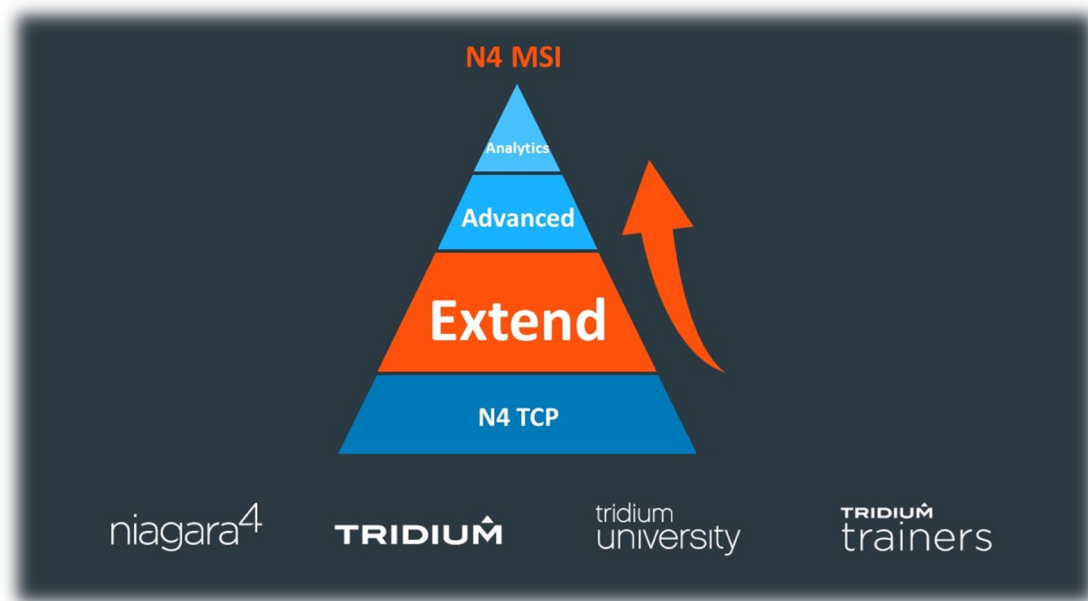 N4 MSI
Analytics
Advanced
Extend
N4 TCP
niagara4
TRIDIUM
tridium
university
TRIDIUM
trainers